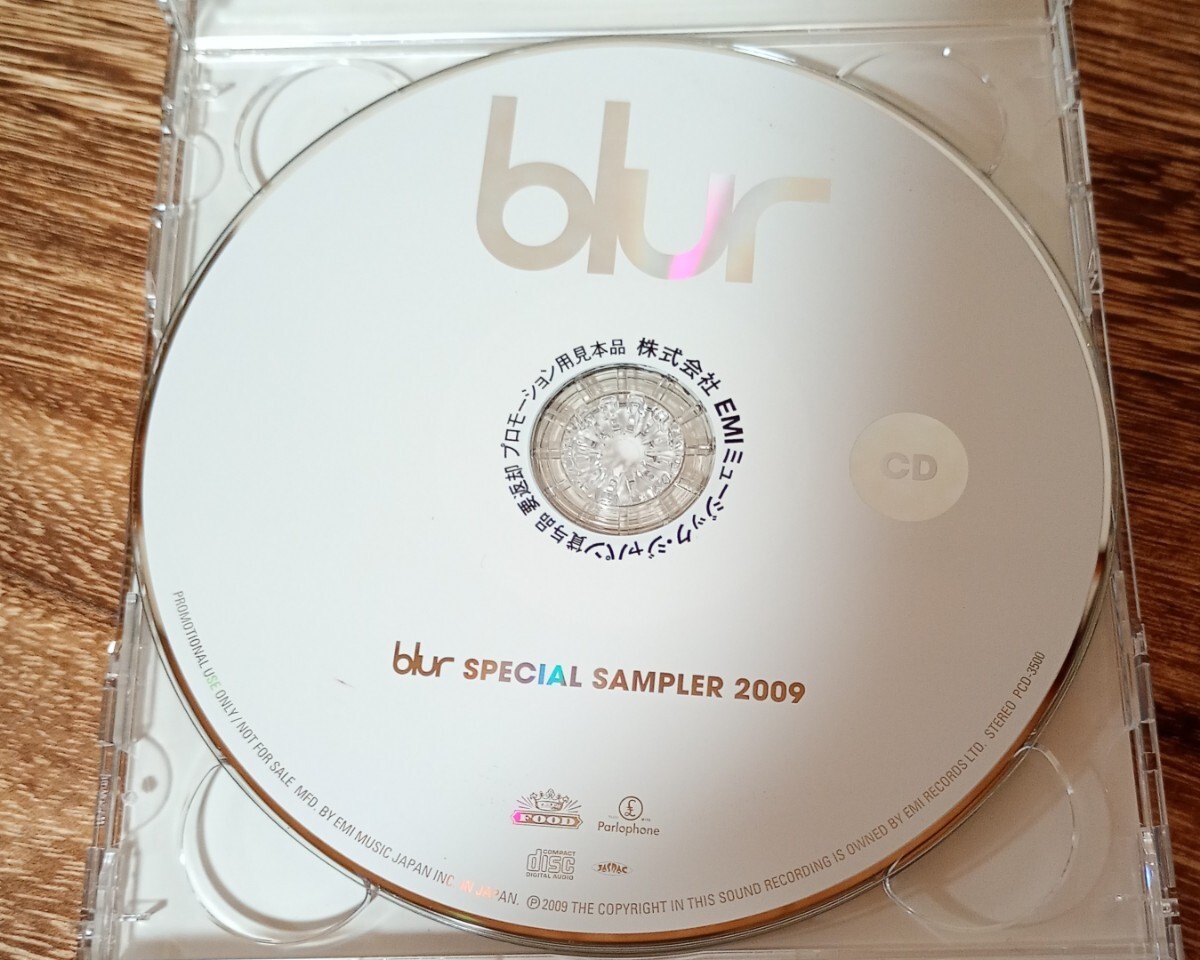 blur
株式会社 EMIミュージック・ジャパン貸与品 要返却 プロモーション用見本品
CD
blur SPECIAL SAMPLER 2009
FOOD
£
Parlophone
COMPACT
disc
DIGITAL AUDIO
PROMOTIONAL USE ONLY / NOT FOR SALE MFD. BY EMI MUSIC JAPAN INC. IN JAPAN. Ⓟ2009 THE COPYRIGHT IN THIS SOUND RECORDING IS OWNED BY EMI RECORDS LTD. STEREO PCD-3500